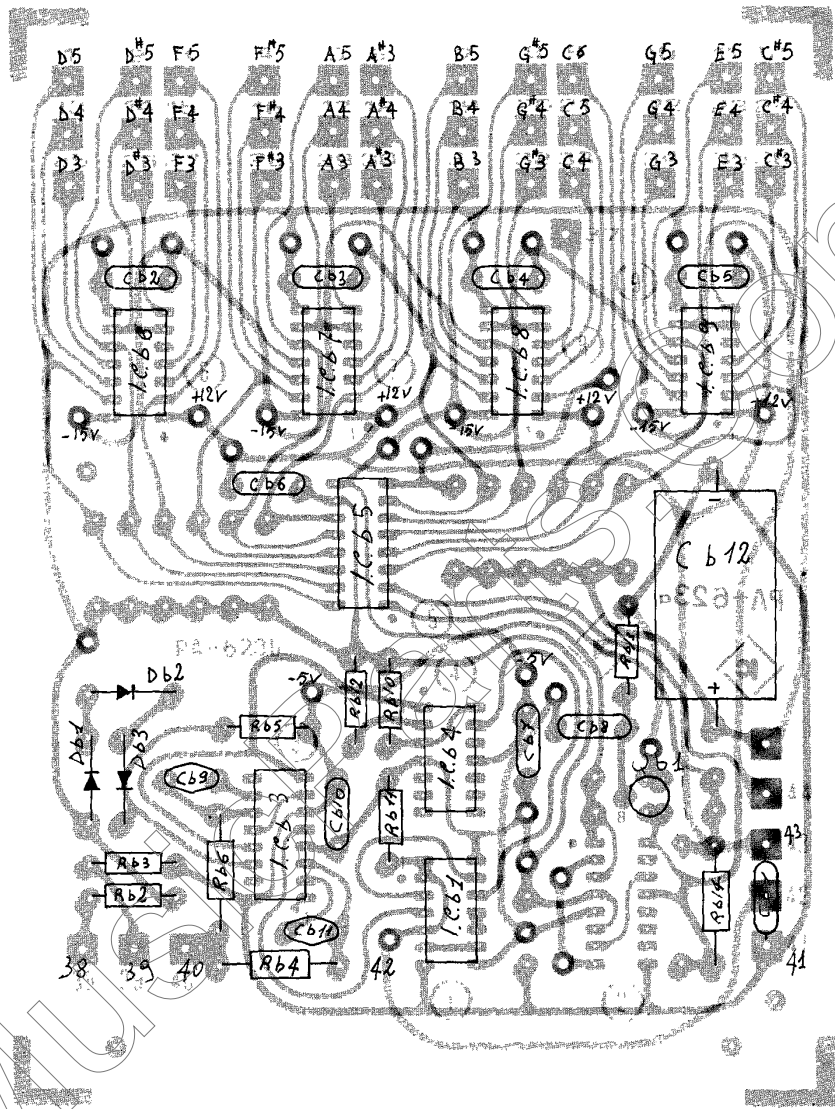 D5 D#5 F5 F#5 A5 A#3 B5 G#5 C6 G5 E5 C#5
D4 D#4 F4 F#4 A4 A#4 B4 G#4 C5 G4 E4 C#4
D3 D#3 F3 F#3 A3 A#3 B3 G#3 C4 G3 E3 C#3
Cb2 Cb3 Cb4 Cb5
I.C.b6 I.C.b7 I.C.b8 I.C.b9
+12V +12V +12V +12V
-15V -15V -15V -15V
Cb6
I.C.b5
Cb12
-
PA-623a
PA-623b
Db2
-5V -5V
Rb12 Rb10
+
Db1 Db3
Rb5
I.C.b4
Cb7
Cb8
Cb9
I.C.b3
Cb10
Rb11
43
Rb3
Rb6
Rb2
I.C.b1
Rb14
Cb11
38 39 40
Rb4
42
41